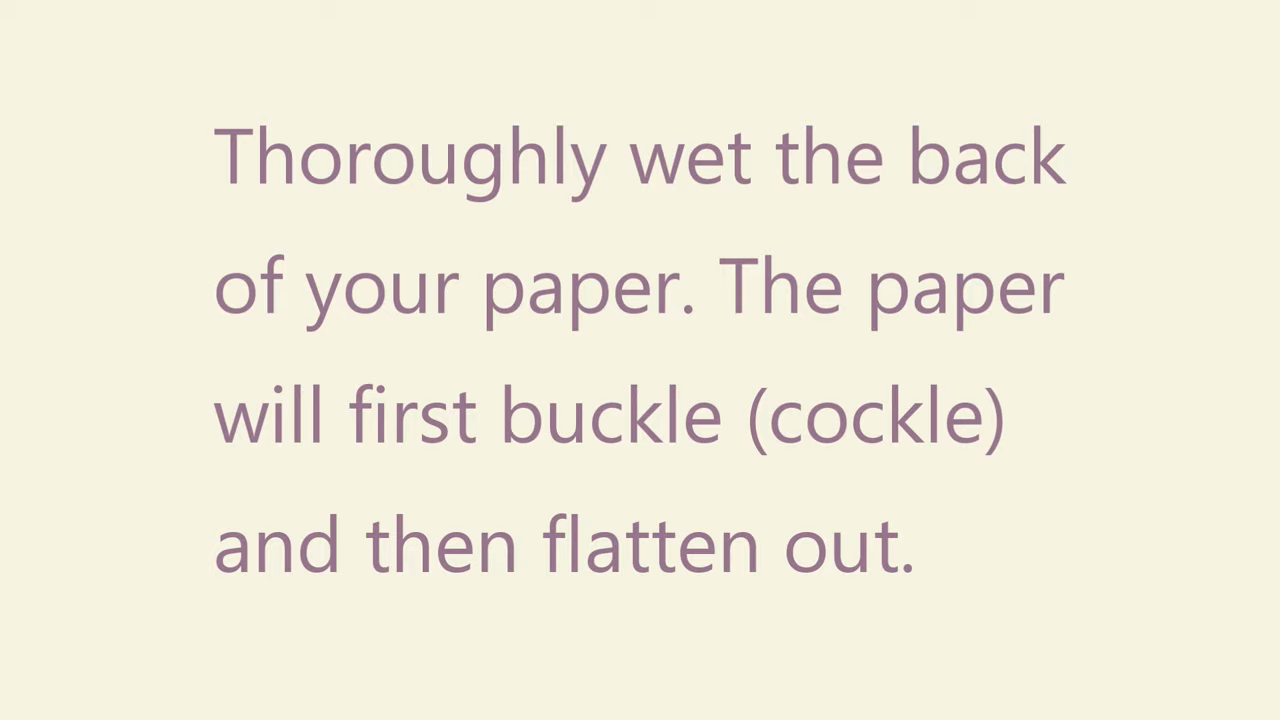 Thoroughly wet the back
of your paper. The paper
will first buckle (cockle)
and then flatten out.